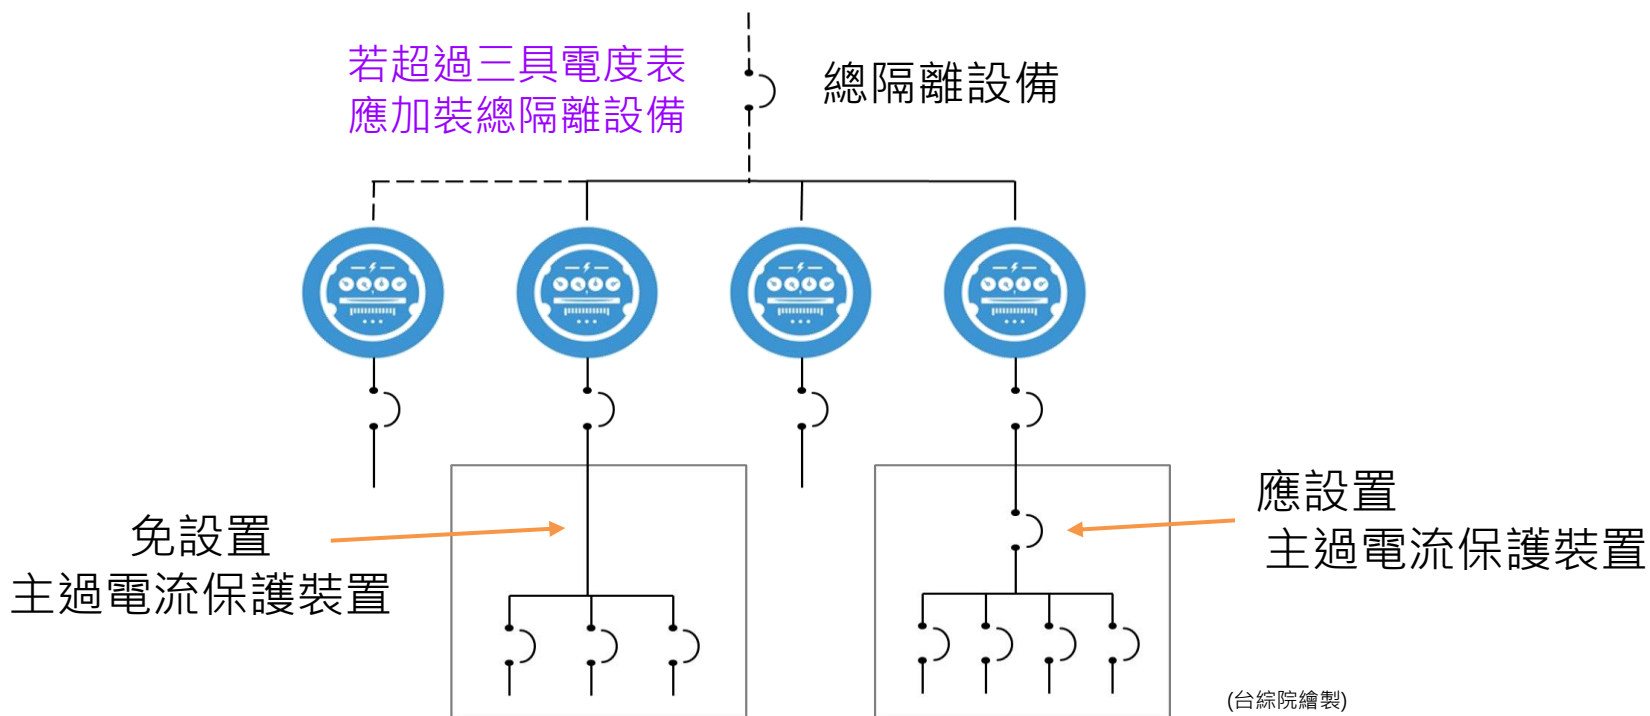 若超過三具電度表
應加裝總隔離設備
總隔離設備
免設置
主過電流保護裝置
應設置
主過電流保護裝置
(台綜院繪製)